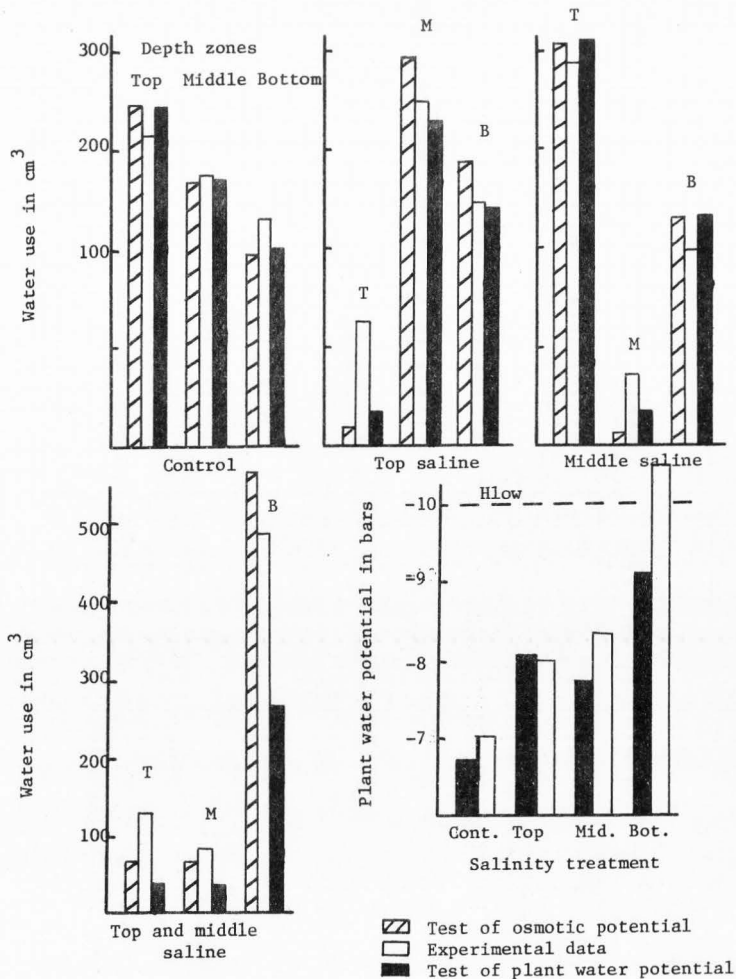 300
200
100
Water use in cm³
Depth zones
Top Middle Bottom
Control
M
B
T
Top saline
T
B
M
Middle saline
500
400
300
200
100
Water use in cm³
T
M
B
Top and middle
saline
Plant water potential in bars
-10
=9
-8
-7
Hlow
Cont. Top Mid. Bot.
Salinity treatment
Test of osmotic potential
Experimental data
Test of plant water potential